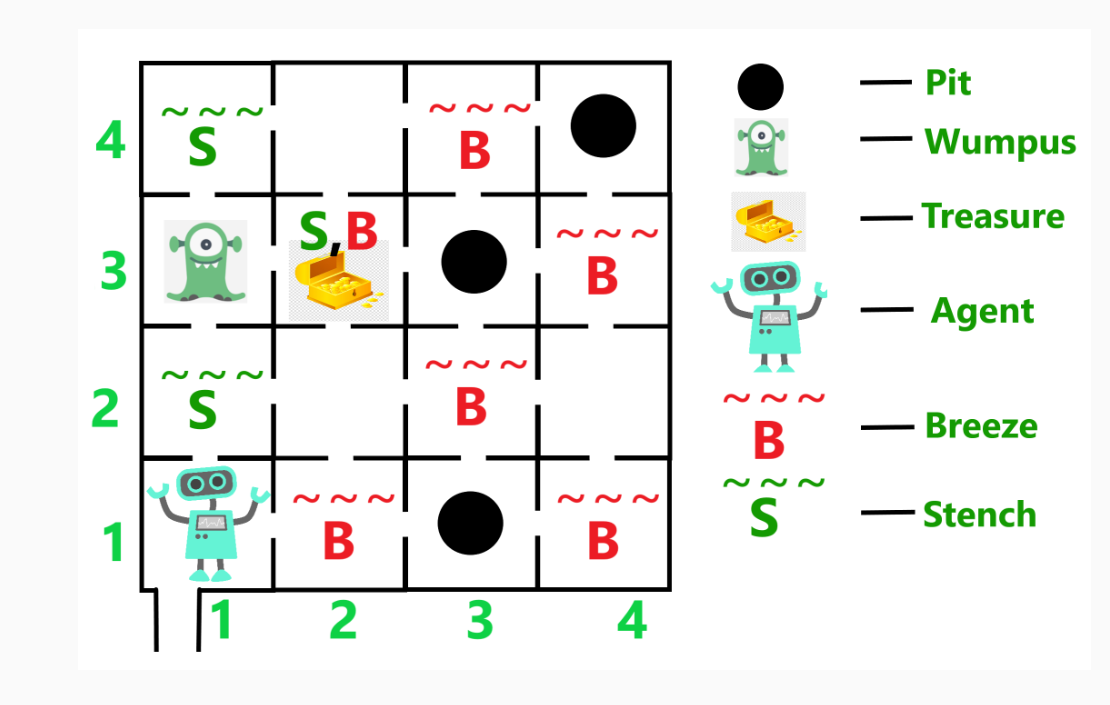 ~ ~ ~
S
~ ~ ~
B
4
S B
~ ~ ~
B
3
~ ~ ~
S
~ ~ ~
B
2
~ ~ ~
B
~ ~ ~
B
1
1 2 3 4
Pit
Wumpus
Treasure
Agent
~ ~ ~
B
Breeze
~ ~ ~
S
Stench